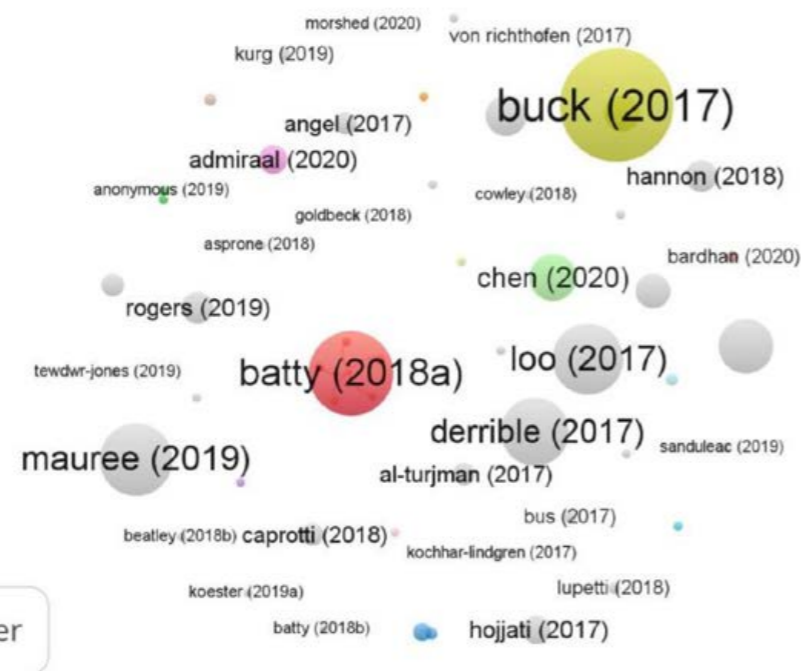 morshed (2020)
von richthofen (2017)
kurg (2019)
buck (2017)
angel (2017)
admiraal (2020)
hannon (2018)
anonymous (2019)
cowley (2018)
goldbeck (2018)
asprone (2018)
bardhan (2020)
chen (2020)
rogers (2019)
loo (2017)
tewdwr-jones (2019)
batty (2018a)
derrible (2017)
sanduleac (2019)
mauree (2019)
al-turjman (2017)
bus (2017)
beatley (2018b)
caprotti (2018)
kochhar-lindgren (2017)
koester (2019a)
lupetti (2018)
er
batty (2018b)
hojjati (2017)